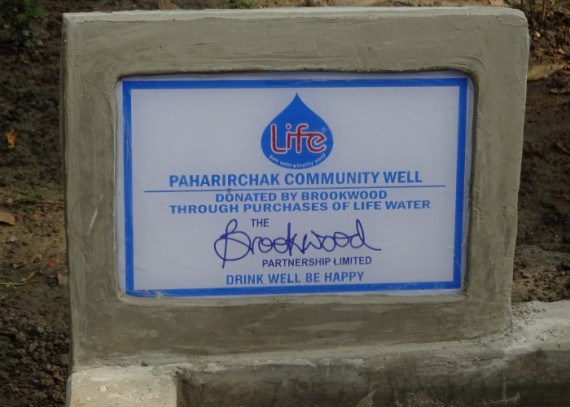 Life
PAHARIRCHAK COMMUNITY WELL
DONATED BY BROOKWOOD
THROUGH PURCHASES OF LIFE WATER
THE
Brookwood
PARTNERSHIP LIMITED
DRINK WELL BE HAPPY